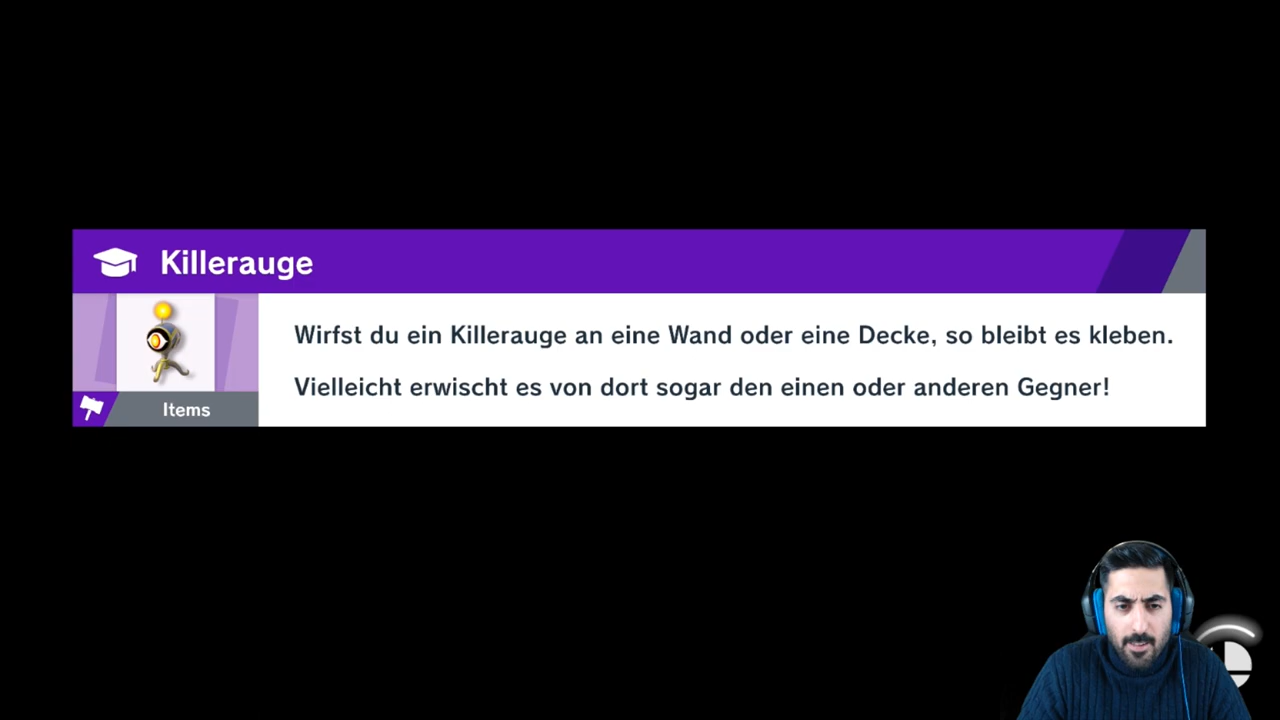 Killerauge
Wirfst du ein Killerauge an eine Wand oder eine Decke, so bleibt es kleben.
Vielleicht erwischt es von dort sogar den einen oder anderen Gegner!
Items